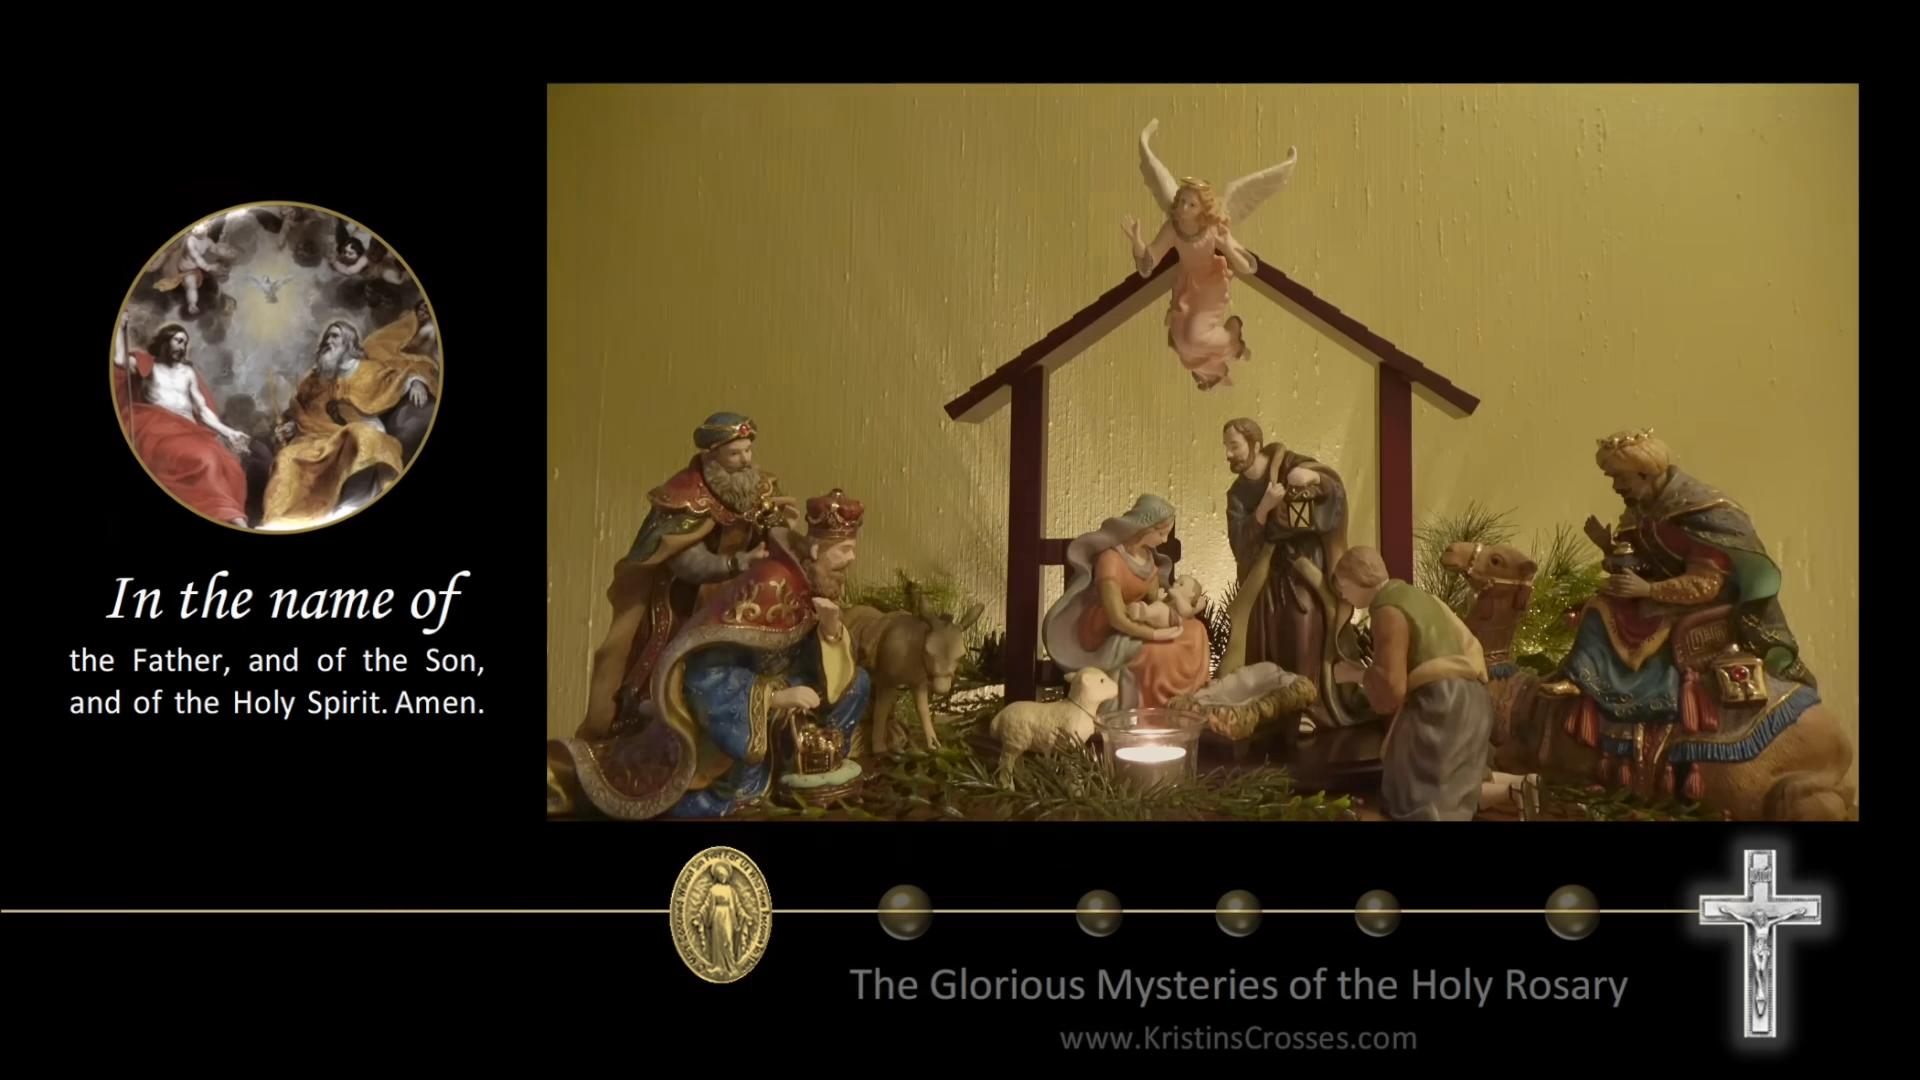 In the name of
the Father, and of the Son,
and of the Holy Spirit. Amen.
The Glorious Mysteries of the Holy Rosary
www.KristinsCrosses.com